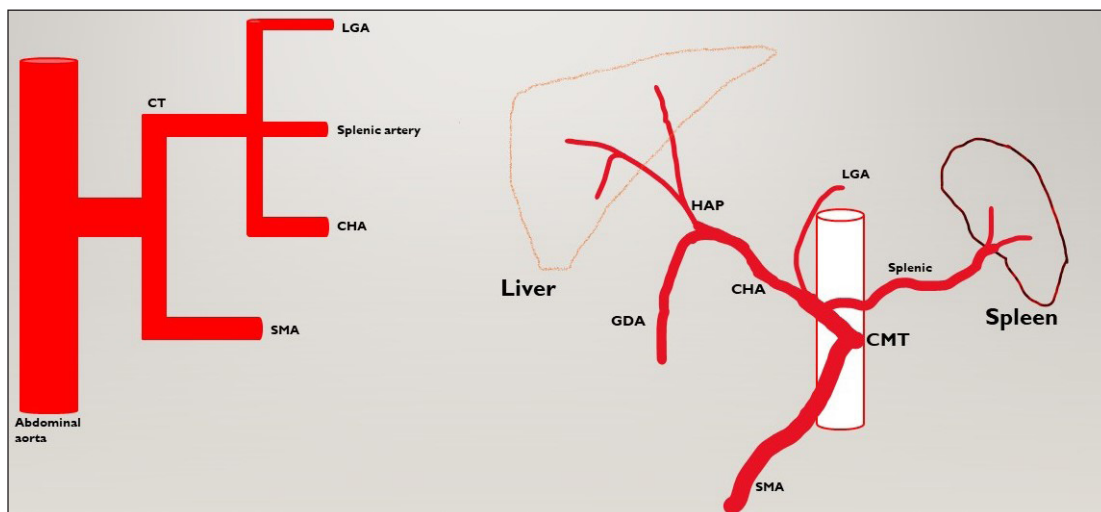 LGA
CT
Splenic artery
CHA
SMA
Abdominal
aorta
LGA
HAP
Splenic
Liver
CHA
GDA
Spleen
CMT
SMA